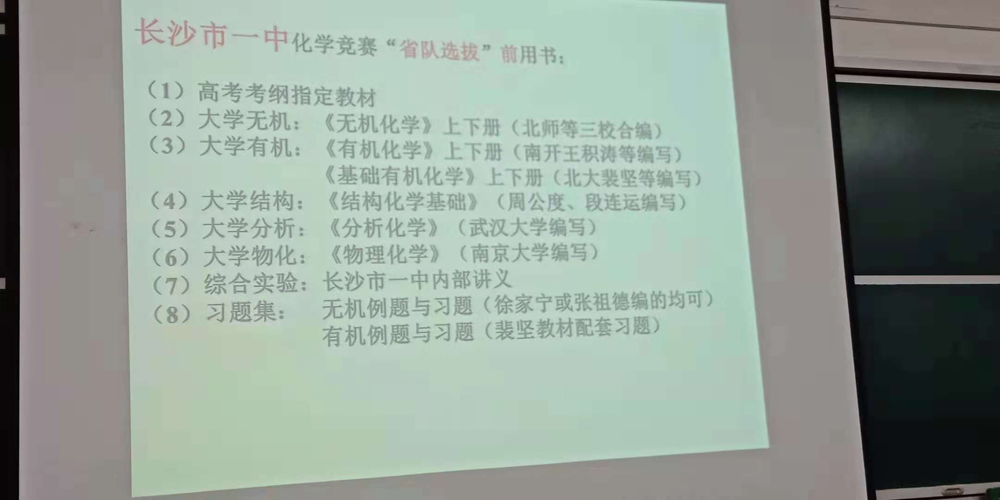 长沙市一中化学竞赛“省队选拔”前用书：
（1）高考考纲指定教材
（2）大学无机：《无机化学》上下册（北师等三校合编）
（3）大学有机：《有机化学》上下册（南开王积涛等编写）
《基础有机化学》上下册（北大裴坚等编写）
（4）大学结构：《结构化学基础》（周公度、段连运编写）
（5）大学分析：《分析化学》（武汉大学编写）
（6）大学物化：《物理化学》（南京大学编写）
（7）综合实验：长沙市一中内部讲义
（8）习题集： 无机例题与习题（徐家宁或张祖德编的均可）
有机例题与习题（裴坚教材配套习题）